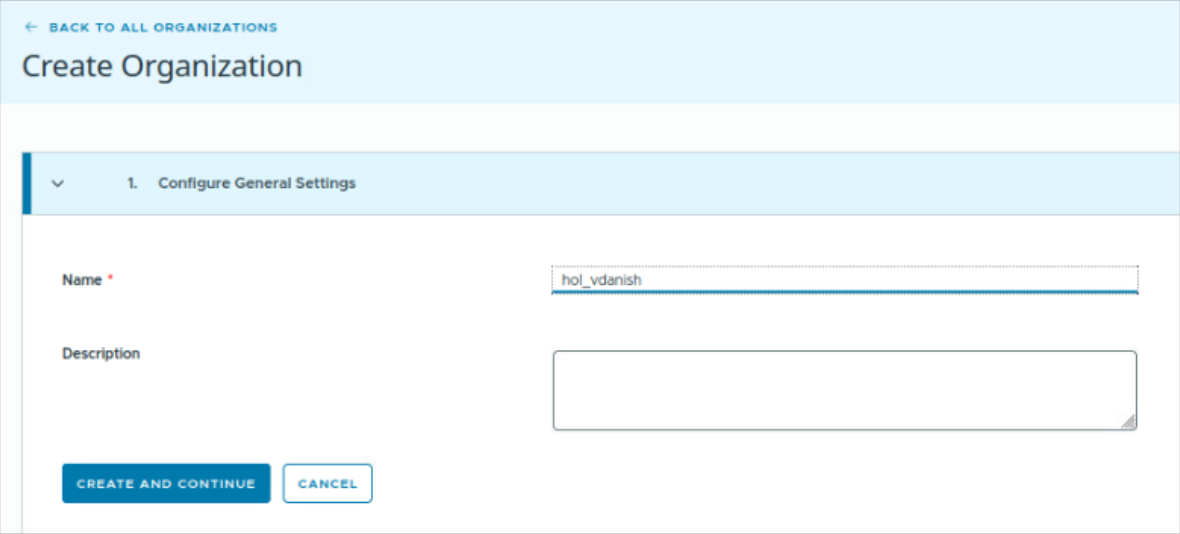 ← BACK TO ALL ORGANIZATIONS
Create Organization
1. Configure General Settings
Name * hol_vdanish
Description
CREATE AND CONTINUE CANCEL